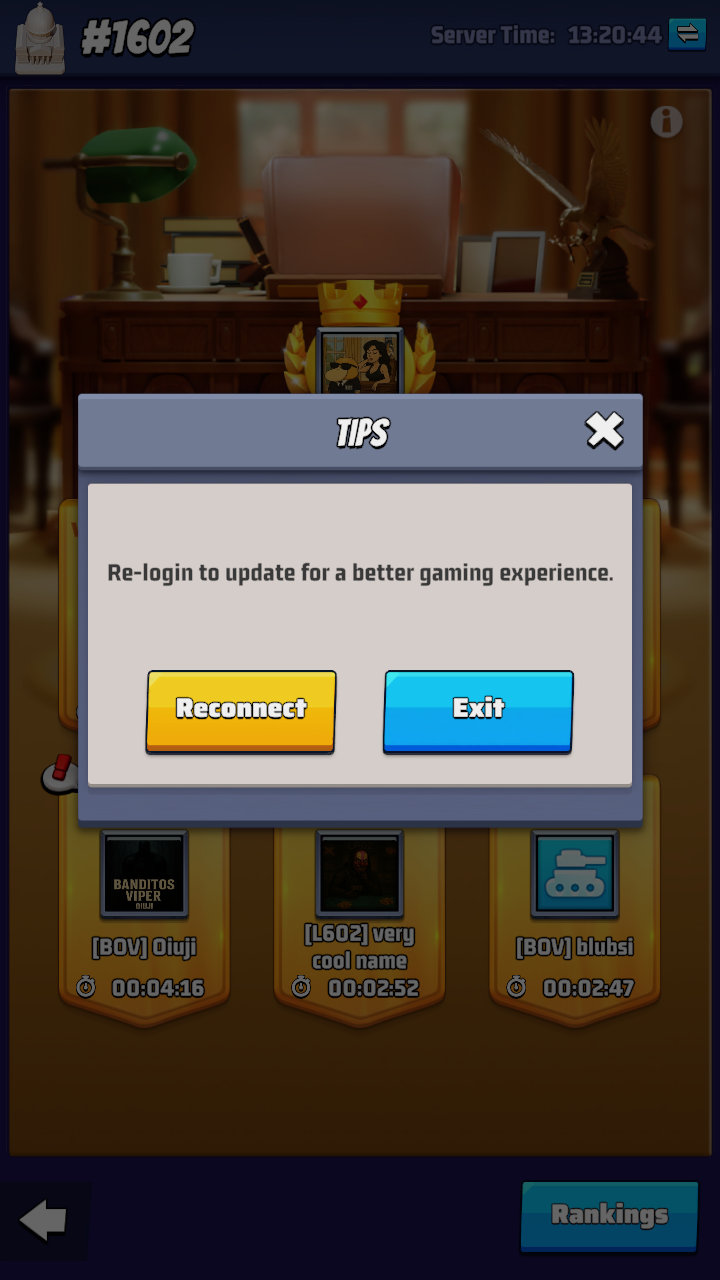 #1602
Server Time: 13:20:44
TIPS
Re-login to update for a better gaming experience.
Reconnect
Exit
BANDITOS
VIPER
OIUJI
[BOV] Oiuji
00:04:16
[L602] very
cool name
00:02:52
[BOV] blubsi
00:02:47
Rankings